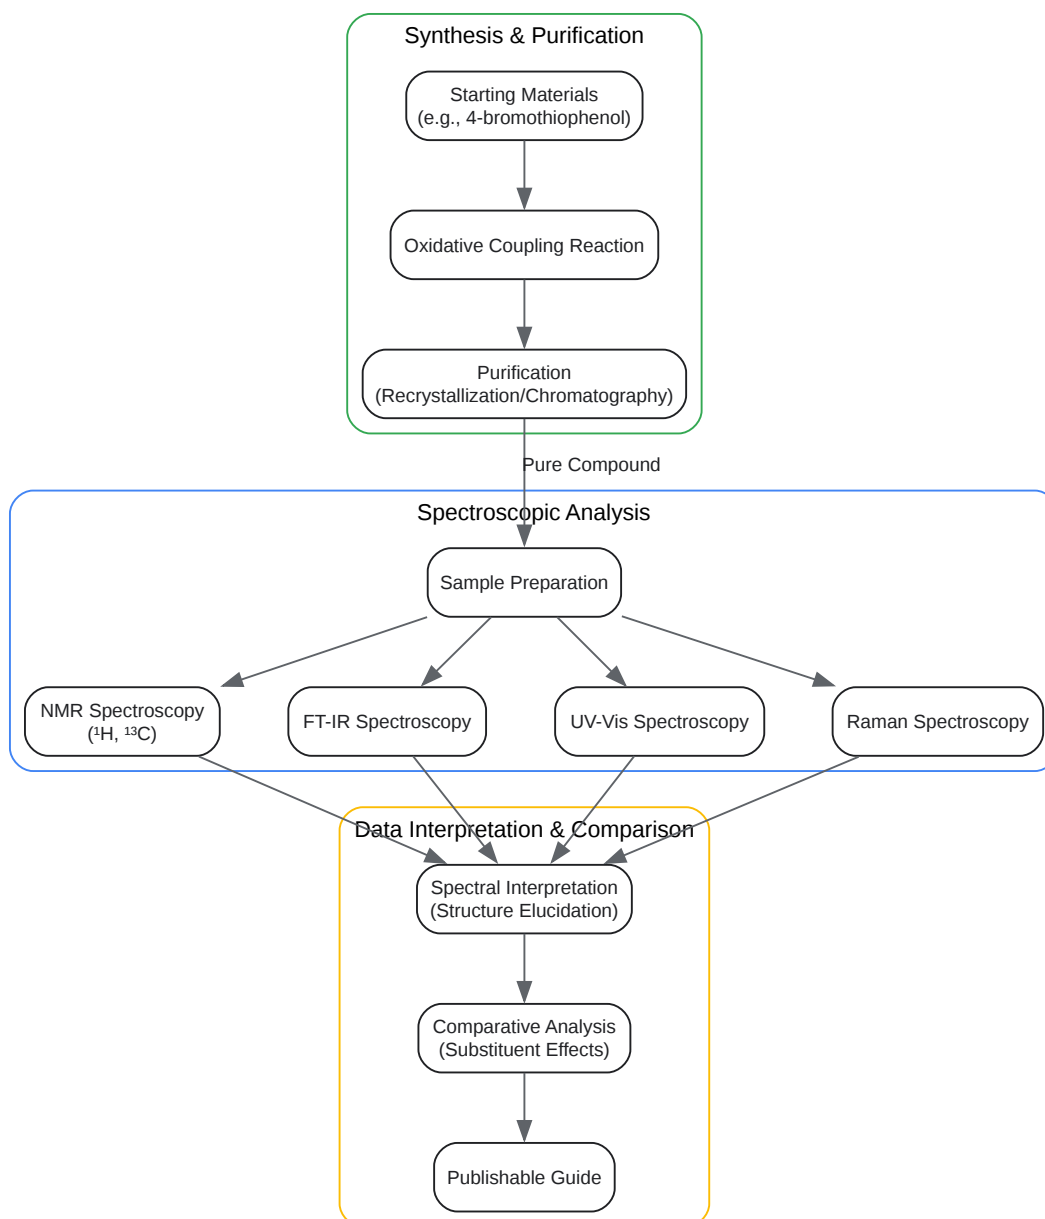 Synthesis & Purification
Starting Materials
(e.g., 4-bromothiophenol)
Oxidative Coupling Reaction
Purification
(Recrystallization/Chromatography)
Pure Compound
Spectroscopic Analysis
Sample Preparation
NMR Spectroscopy
(¹H, ¹³C)
FT-IR Spectroscopy
UV-Vis Spectroscopy
Raman Spectroscopy
Data Interpretation & Comparison
Spectral Interpretation
(Structure Elucidation)
Comparative Analysis
(Substituent Effects)
Publishable Guide